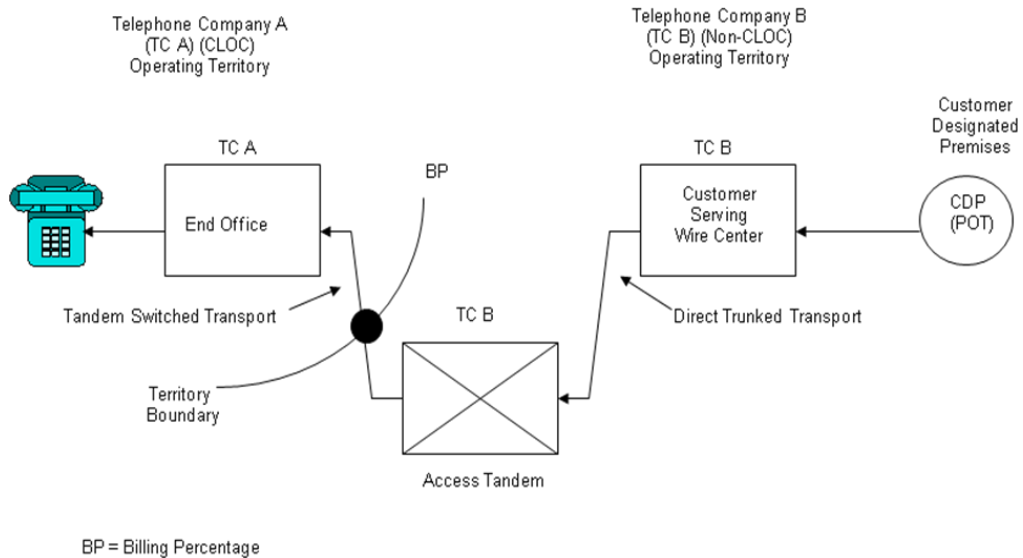 Telephone Company A
(TC A) (CLOC)
Operating Territory
Telephone Company B
(TC B) (Non-CLOC)
Operating Territory
Customer
Designated
Premises
TC A
End Office
BP
TC B
Customer
Serving
Wire Center
CDP
(POT)
Tandem Switched Transport
TC B
Direct Trunked Transport
Territory
Boundary
Access Tandem
BP = Billing Percentage